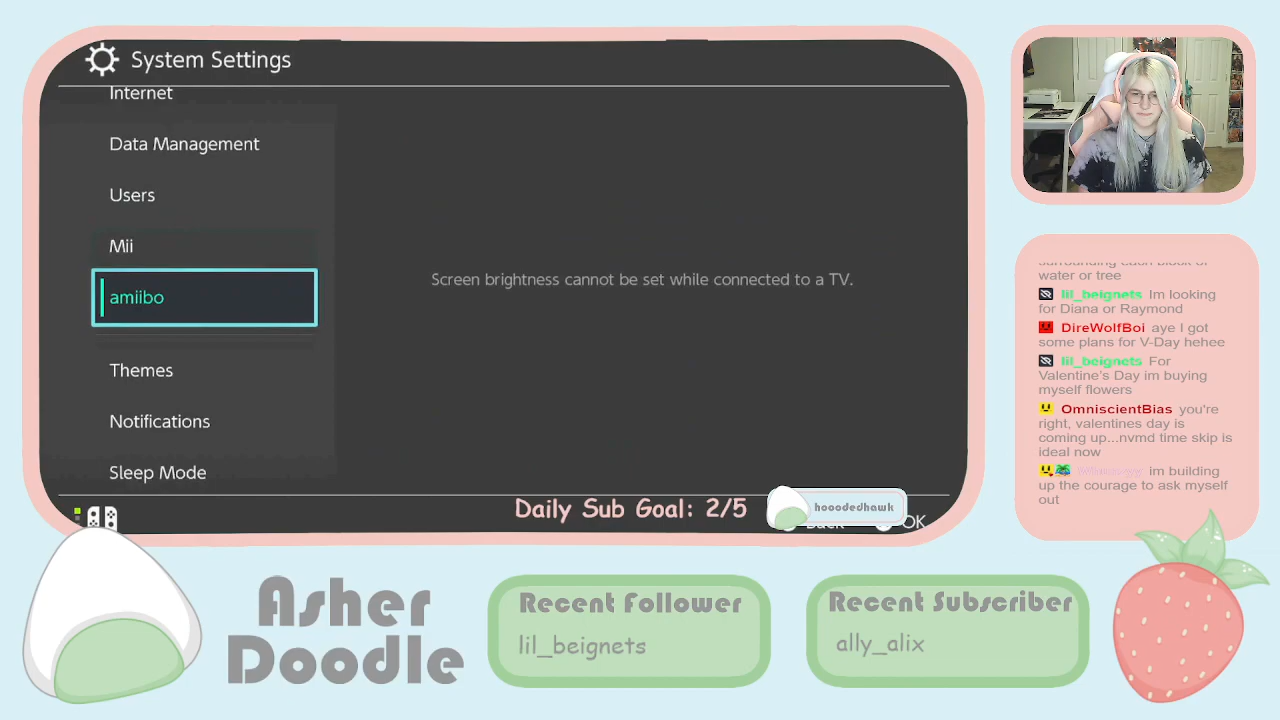 System Settings
Internet
Data Management
Users
Mii
amiibo
Themes
Notifications
Sleep Mode
Screen brightness cannot be set while connected to a TV.
Daily Sub Goal: 2/5
hooodedhawk
Back
OK
surrounding each block of
water or tree
lil_beignets Im looking
for Diana or Raymond
DireWolfBoi aye I got
some plans for V-Day hehee
lil_beignets For
Valentine's Day im buying
myself flowers
OmniscientBias you're
right, valentines day is
coming up...nvmd time skip is
ideal now
im building
up the courage to ask myself
out
Asher
Doodle
Recent Follower
lil_beignets
Recent Subscriber
ally_alix